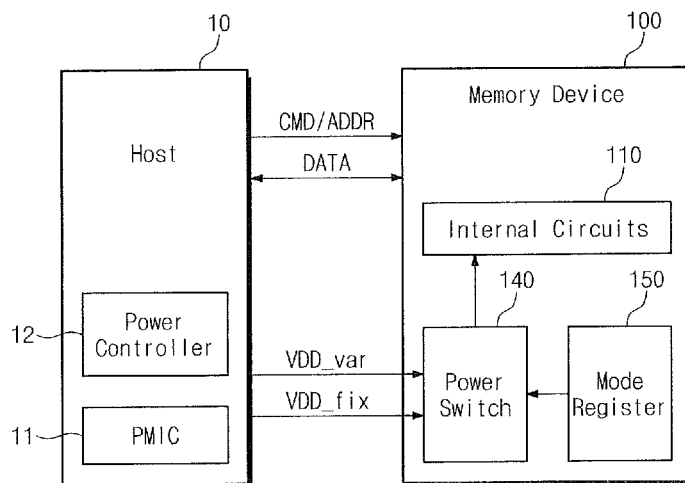 10
100
Host
Memory Device
CMD/ADDR
DATA
110
Internal Circuits
140
150
12
Power
Controller
VDD_var
VDD_fix
Power
Switch
Mode
Register
11
PMIC